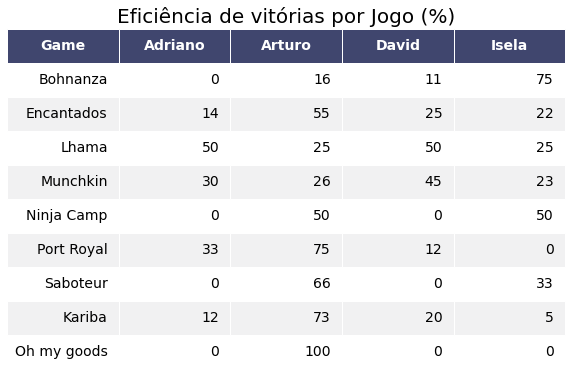 Eficiência de vitórias por Jogo (%)
Game Adriano Arturo David Isela
Bohnanza 0 16 11 75
Encantados 14 55 25 22
Lhama 50 25 50 25
Munchkin 30 26 45 23
Ninja Camp 0 50 0 50
Port Royal 33 75 12 0
Saboteur 0 66 0 33
Kariba 12 73 20 5
Oh my goods 0 100 0 0